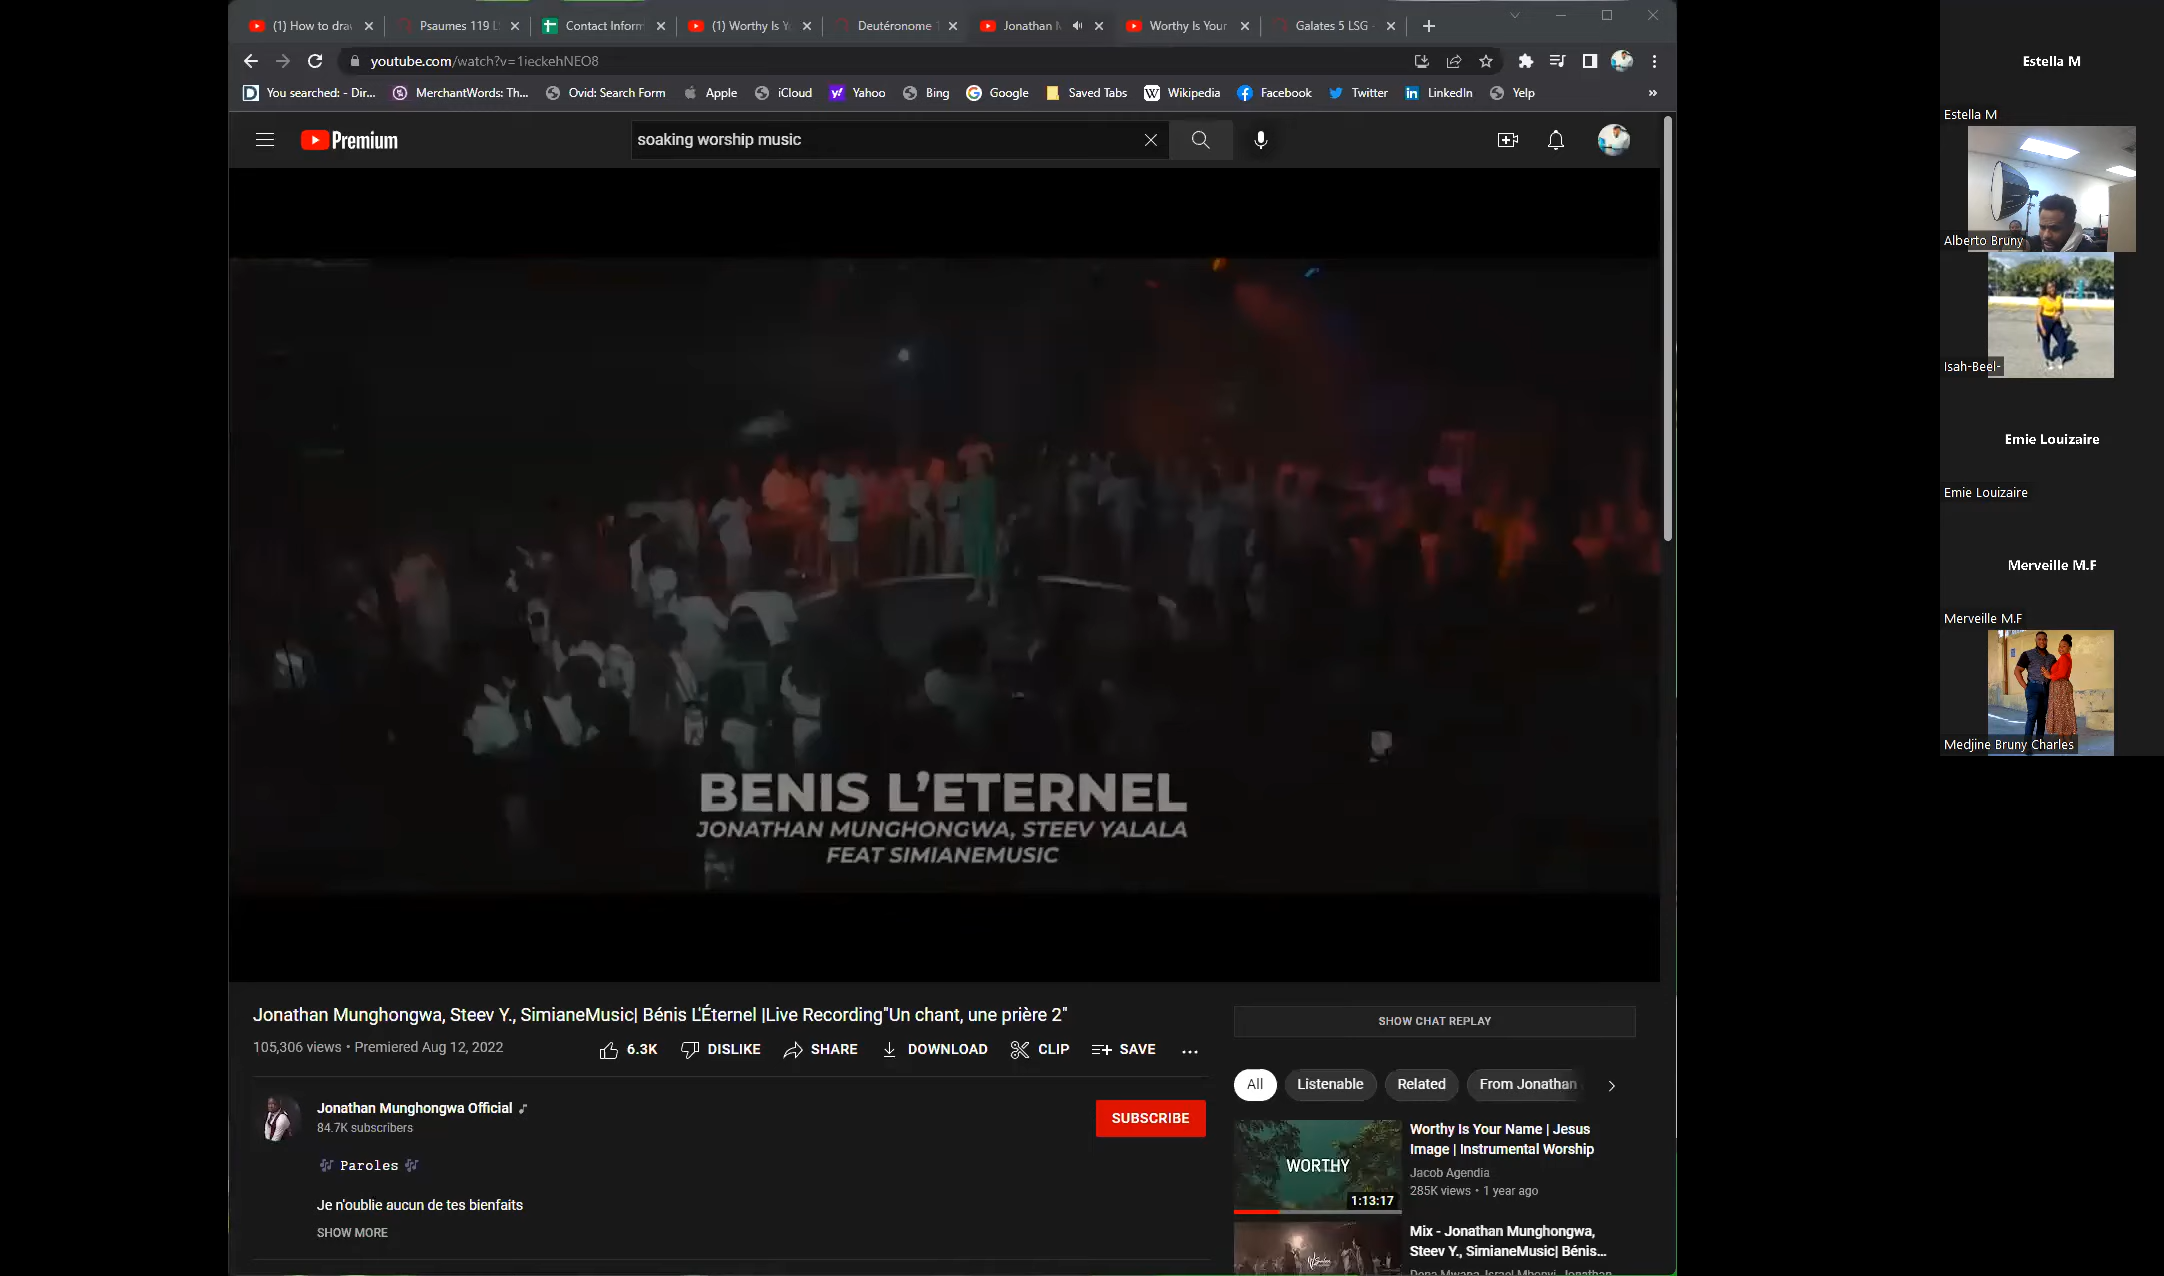 (1) How to drav
Psaumes 119 L
Contact Inform
(1) Worthy Is Y
Deutéronome 1
Jonathan M
Worthy Is Your
Galates 5 LSG
youtube.com/watch?v=1ieckehNEO8
You searched: - Dir...
MerchantWords: Th...
Ovid: Search Form
Apple
iCloud
Yahoo
Bing
Google
Saved Tabs
Wikipedia
Facebook
Twitter
LinkedIn
Yelp
»
Premium
soaking worship music
BENIS L'ETERNEL
JONATHAN MUNGHONGWA, STEEV YALALA
FEAT SIMIANEMUSIC
Jonathan Munghongwa, Steev Y., SimianeMusic| Bénis L'Éternel |Live Recording"Un chant, une prière 2"
105,306 views • Premiered Aug 12, 2022
6.3K
DISLIKE
SHARE
DOWNLOAD
CLIP
SAVE
Jonathan Munghongwa Official
84.7K subscribers
SUBSCRIBE
🎶 Paroles 🎶
Je n'oublie aucun de tes bienfaits
SHOW MORE
SHOW CHAT REPLAY
All
Listenable
Related
From Jonathan
WORTHY
1:13:17
Worthy Is Your Name | Jesus
Image | Instrumental Worship
Jacob Agendia
285K views • 1 year ago
Mix - Jonathan Munghongwa,
Steev Y., SimianeMusic| Bénis...
Dena Mwana, Israel Mbonyi, Jonathan
Estella M
Estella M
Alberto Bruny
Isah-Beel-
Emie Louizaire
Emie Louizaire
Merveille M.F
Merveille M.F
Medjine Bruny Charles